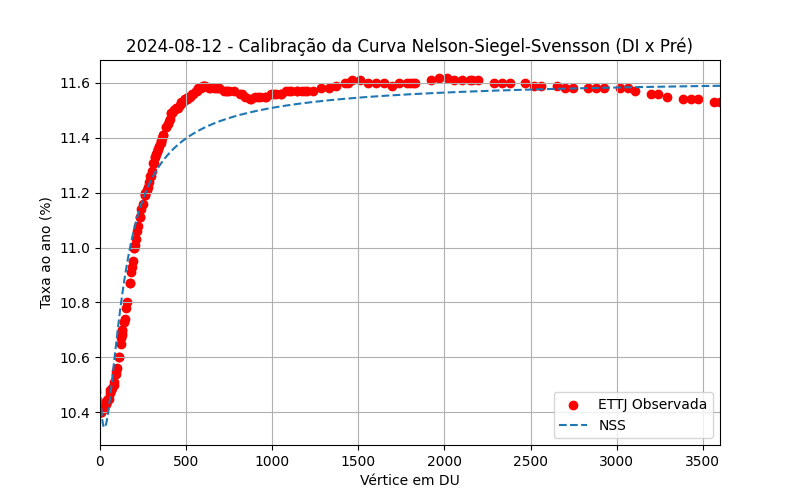 2024-08-12 - Calibração da Curva Nelson-Siegel-Svensson (DI x Pré)
Taxa ao ano (%)
11.6
11.4
11.2
11.0
10.8
10.6
10.4
ETTJ Observada
NSS
0 500 1000 1500 2000 2500 3000 3500
Vértice em DU